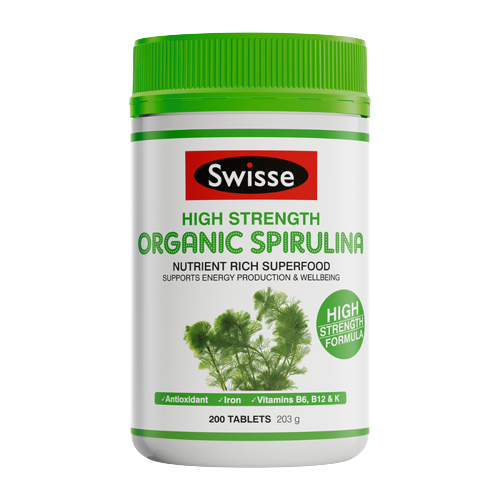 Swisse
HIGH STRENGTH
ORGANIC SPIRULINA
NUTRIENT RICH SUPERFOOD
SUPPORTS ENERGY PRODUCTION & WELLBEING
HIGH
STRENGTH
FORMULA
✓Antioxidant ✓Iron ✓Vitamins B6, B12 & K
200 TABLETS 203 g